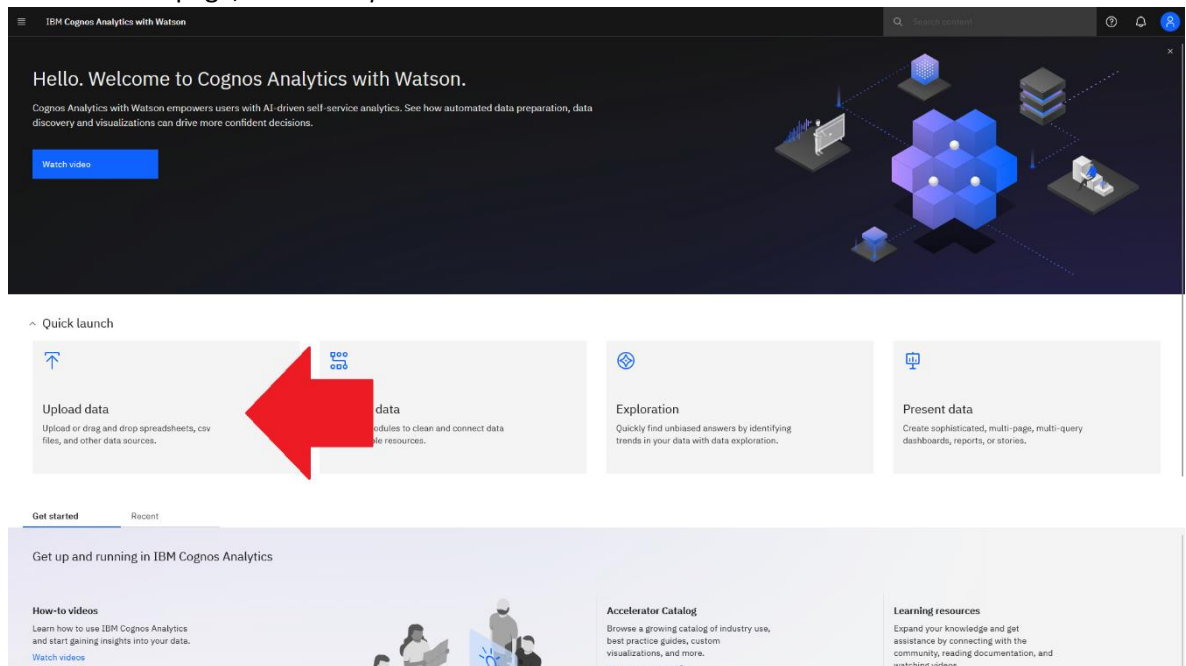 IBM Cognos Analytics with Watson
Search content
Hello. Welcome to Cognos Analytics with Watson.
Cognos Analytics with Watson empowers users with AI-driven self-service analytics. See how automated data preparation, data
discovery and visualizations can drive more confident decisions.
Watch video
Quick launch
Upload data
Upload or drag and drop spreadsheets, csv
files, and other data sources.
data
to clean and connect data
resources.
Exploration
Quickly find unbiased answers by identifying
trends in your data with data exploration.
Present data
Create sophisticated, multi-page, multi-query
dashboards, reports, or stories.
Get started
Recent
Get up and running in IBM Cognos Analytics
How-to videos
Learn how to use IBM Cognos Analytics
and start gaining insights into your data.
Watch videos
Accelerator Catalog
Browse a growing catalog of industry use,
best practice guides, custom
visualizations, and more.
Learning resources
Expand your knowledge and get
assistance by connecting with the
community, reading documentation, and
watching videos.